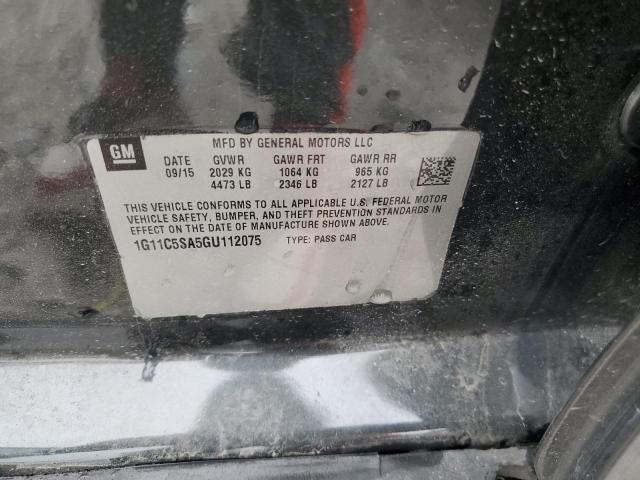 GM
MFD BY GENERAL MOTORS LLC
DATE GVWR GAWR FRT GAWR RR
09/15 2029 KG 1064 KG 965 KG
4473 LB 2346 LB 2127 LB
THIS VEHICLE CONFORMS TO ALL APPLICABLE U.S. FEDERAL MOTOR
VEHICLE SAFETY, BUMPER, AND THEFT PREVENTION STANDARDS IN
EFFECT ON THE DATE OF MANUFACTURE SHOWN ABOVE.
1G11C5SA5GU112075 TYPE: PASS CAR